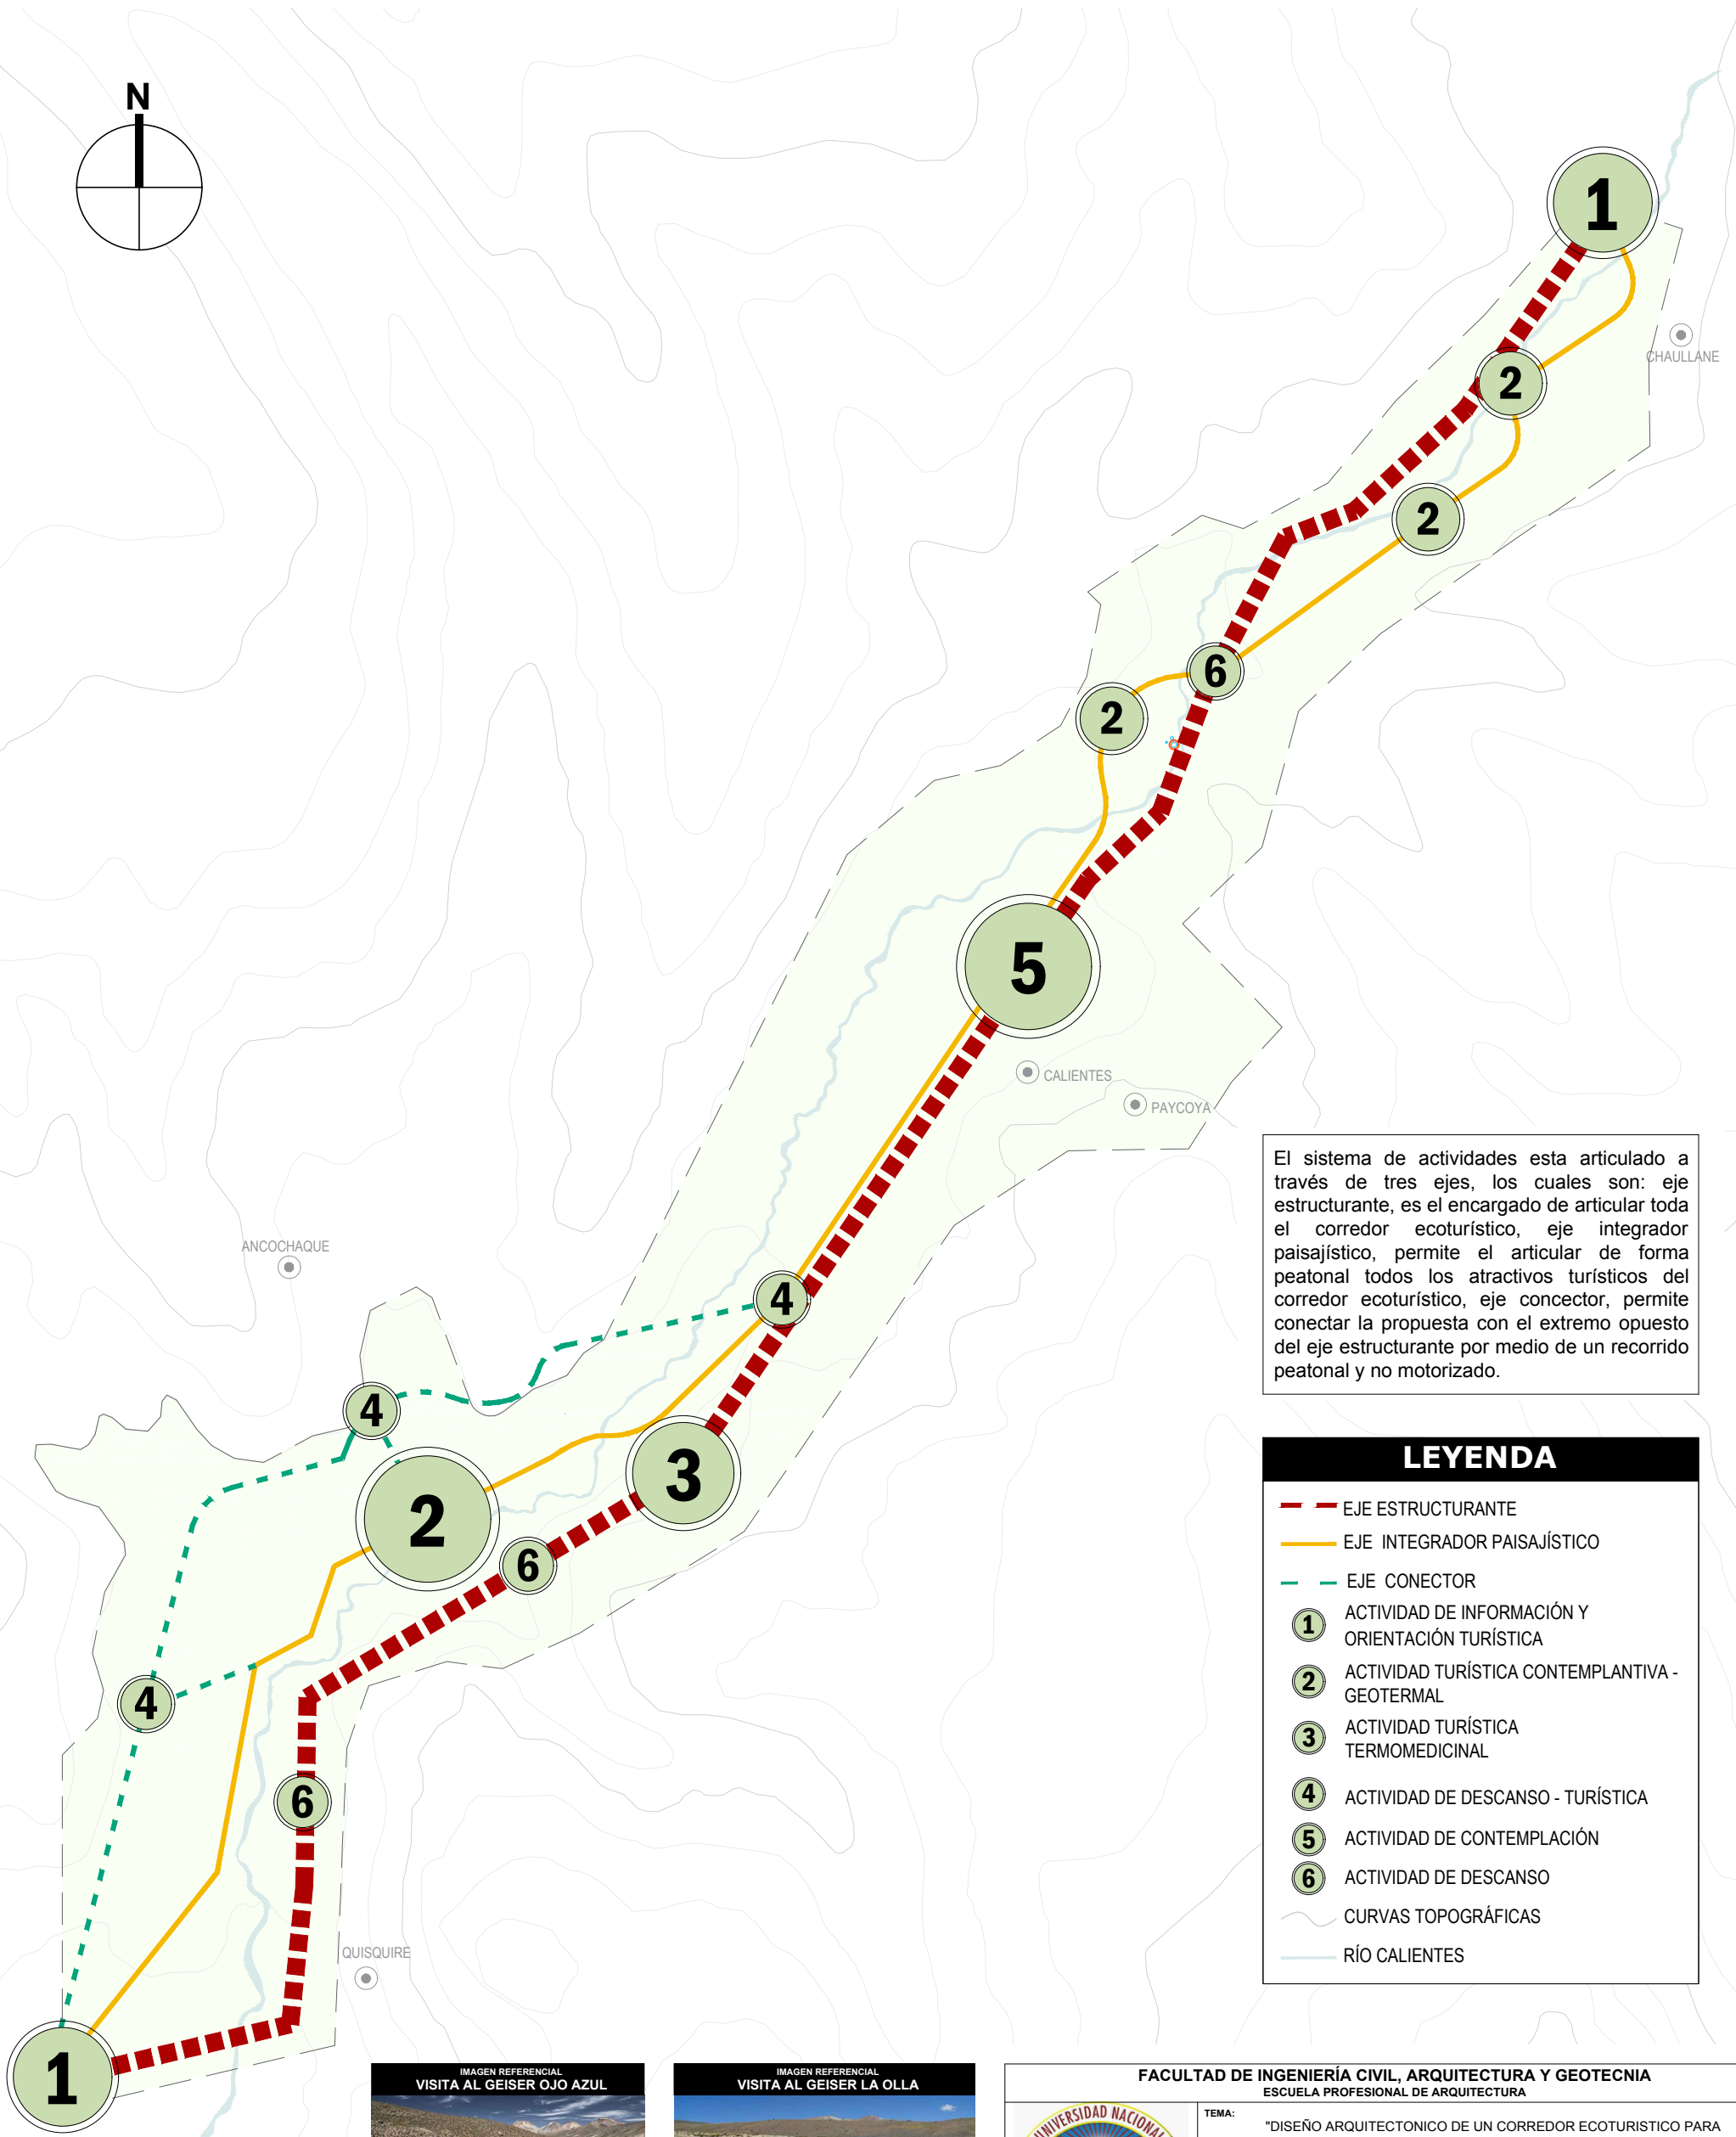 N
1
CHAULLANE
2
2
6
2
5
CALIENTES
PAYCOYA
El sistema de actividades esta articulado a
través de tres ejes, los cuales son: eje
estructurante, es el encargado de articular toda
el corredor ecoturístico, eje integrador
paisajístico, permite el articular de forma
peatonal todos los atractivos turísticos del
corredor ecoturístico, eje concector, permite
conectar la propuesta con el extremo opuesto
del eje estructurante por medio de un recorrido
peatonal y no motorizado.
ANCOCHAQUE
4
4
3
2
6
4
6
QUISQUIRE
1
LEYENDA
EJE ESTRUCTURANTE
EJE INTEGRADOR PAISAJÍSTICO
EJE CONECTOR
1 ACTIVIDAD DE INFORMACIÓN Y
ORIENTACIÓN TURÍSTICA
2 ACTIVIDAD TURÍSTICA CONTEMPLANTIVA -
GEOTERMAL
3 ACTIVIDAD TURÍSTICA
TERMOMEDICINAL
4 ACTIVIDAD DE DESCANSO - TURÍSTICA
5 ACTIVIDAD DE CONTEMPLACIÓN
6 ACTIVIDAD DE DESCANSO
CURVAS TOPOGRÁFICAS
RÍO CALIENTES
IMAGEN REFERENCIAL
VISITA AL GEISER OJO AZUL
IMAGEN REFERENCIAL
VISITA AL GEISER LA OLLA
FACULTAD DE INGENIERÍA CIVIL, ARQUITECTURA Y GEOTECNIA
ESCUELA PROFESIONAL DE ARQUITECTURA
UNIVERSIDAD NACIONAL
TEMA:
"DISEÑO ARQUITECTONICO DE UN CORREDOR ECOTURISTICO PARA